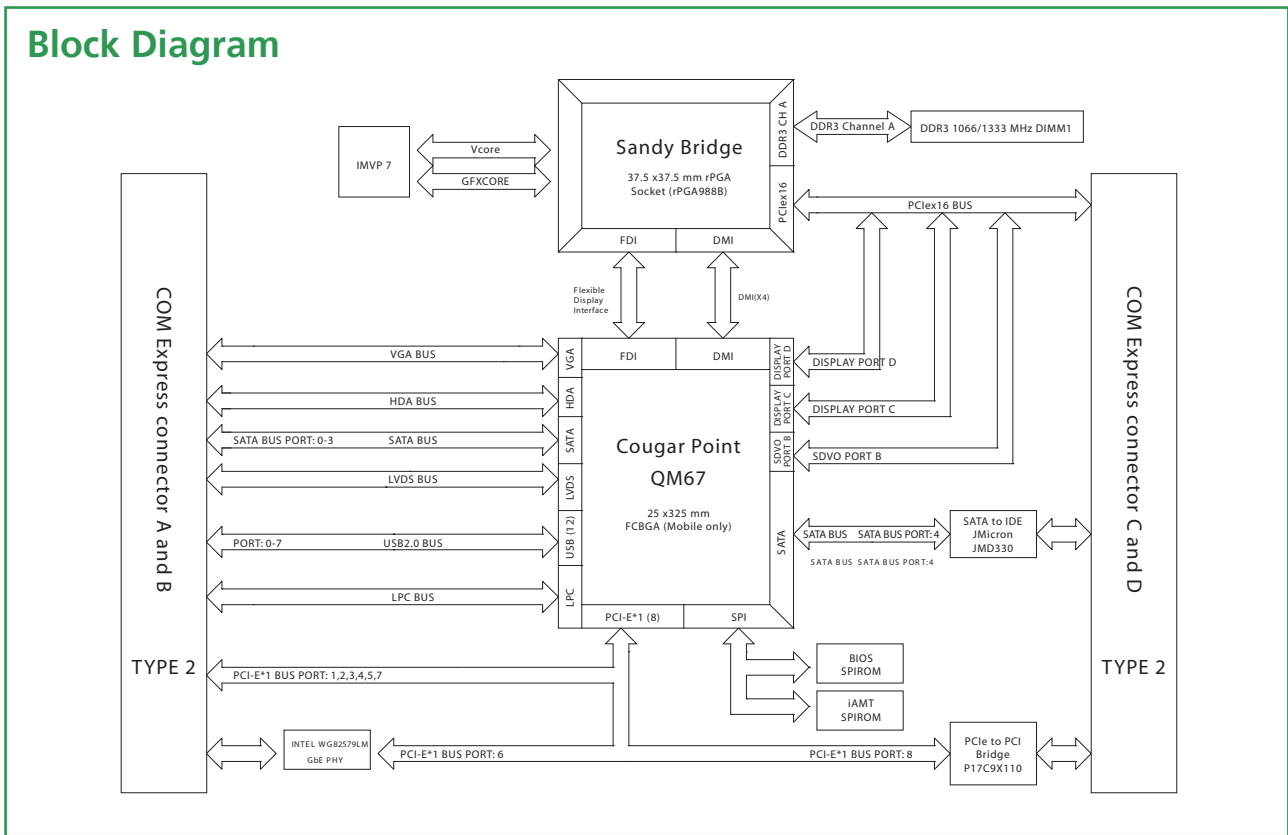 Block Diagram
IMVP 7
Vcore
GFXCORE
Sandy Bridge
37.5 x37.5 mm rPGA
Socket (rPGA988B)
DDR3 CH A
PCIex16
FDI
DMI
DDR3 Channel A
DDR3 1066/1333 MHz DIMM1
PCIex16 BUS
Flexible
Display
Interface
DMI(X4)
COM Express connector A and B
TYPE 2
VGA BUS
HDA BUS
SATA BUS PORT: 0-3
SATA BUS
LVDS BUS
PORT: 0-7
USB2.0 BUS
LPC BUS
VGA
HDA
SATA
LVDS
USB (12)
LPC
FDI
DMI
Cougar Point
QM67
25 x325 mm
FCBGA (Mobile only)
PCI-E*1 (8)
SPI
DISPLAY
PORT D
DISPLAY
PORT C
SDVO
PORT B
SATA
DISPLAY PORT D
DISPLAY PORT C
SDVO PORT B
SATA BUS
SATA BUS PORT:4
SATA BUS SATA BUS PORT:4
SATA to IDE
JMicron
JMD330
COM Express connector C and D
TYPE 2
PCI-E*1 BUS PORT: 1,2,3,4,5,7
BIOS
SPIROM
iAMT
SPIROM
INTEL WG82579LM
GbE PHY
PCI-E*1 BUS PORT: 6
PCI-E*1 BUS PORT: 8
PCIe to PCI
Bridge
P17C9X110